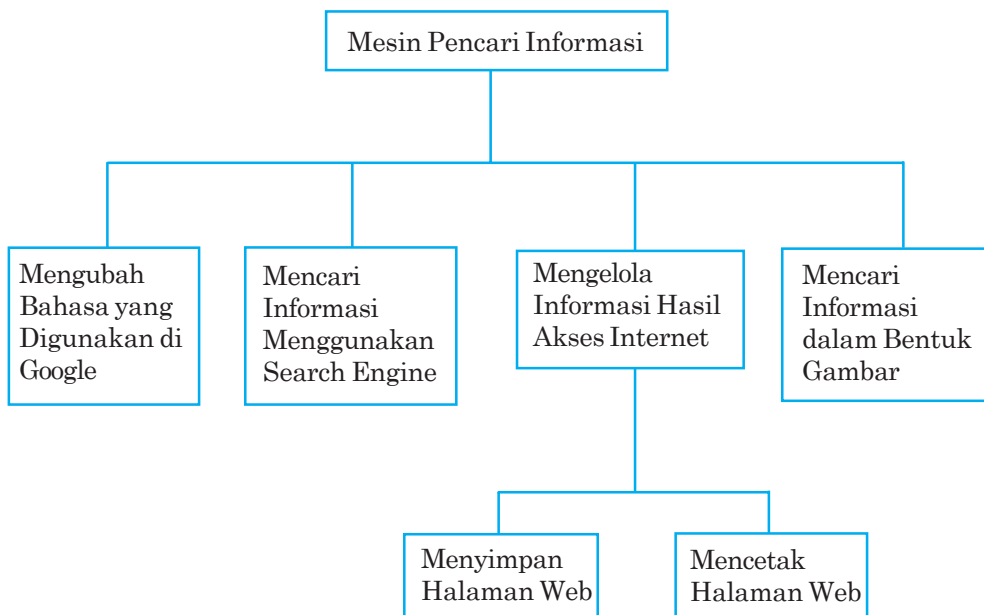 Mesin Pencari Informasi
Mengubah
Bahasa yang
Digunakan di
Google
Mencari
Informasi
Menggunakan
Search Engine
Mengelola
Informasi Hasil
Akses Internet
Mencari
Informasi
dalam Bentuk
Gambar
Menyimpan
Halaman Web
Mencetak
Halaman Web